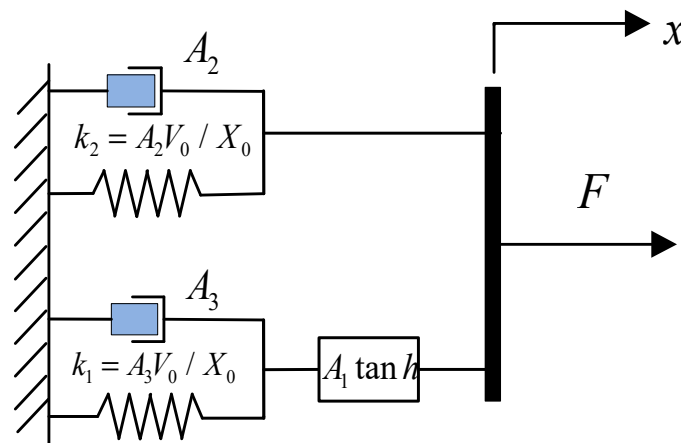 x
A₂
k₂ = A₂V₀ / X₀
F
A₃
k₁ = A₃V₀ / X₀
A₁ tan h